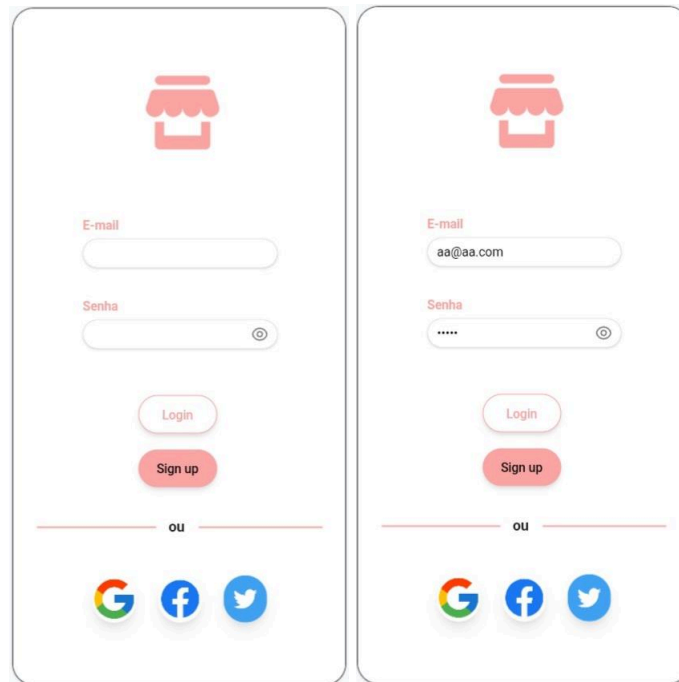 E-mail
Senha
Login
Sign up
ou
E-mail
aa@aa.com
Senha
•••••
Login
Sign up
ou